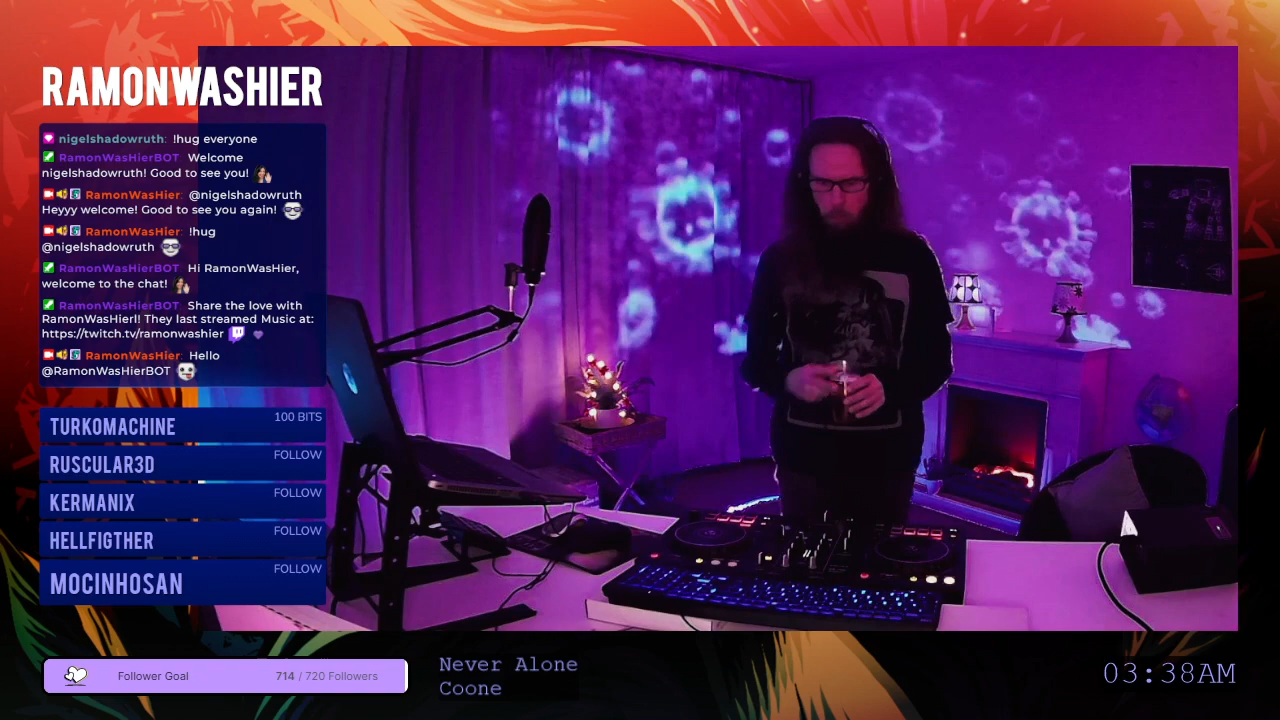 RAMONWASHIER
nigelshadowruth: !hug everyone
RamonWasHierBOT Welcome
nigelshadowruth! Good to see you!
RamonWasHier: @nigelshadowruth
Heyyy welcome! Good to see you again!
RamonWasHier: !hug
@nigelshadowruth
RamonWasHierBOT Hi RamonWasHier,
welcome to the chat!
RamonWasHierBOT Share the love with
RamonWasHier!! They last streamed Music at:
https://twitch.tv/ramonwashier
RamonWasHier: Hello
@RamonWasHierBOT
TURKOMACHINE 100 BITS
RUSCULAR3D FOLLOW
KERMANIX FOLLOW
HELLFIGTHER FOLLOW
MOCINHOSAN FOLLOW
Follower Goal 714 / 720 Followers
Never Alone
Coone
03:38AM